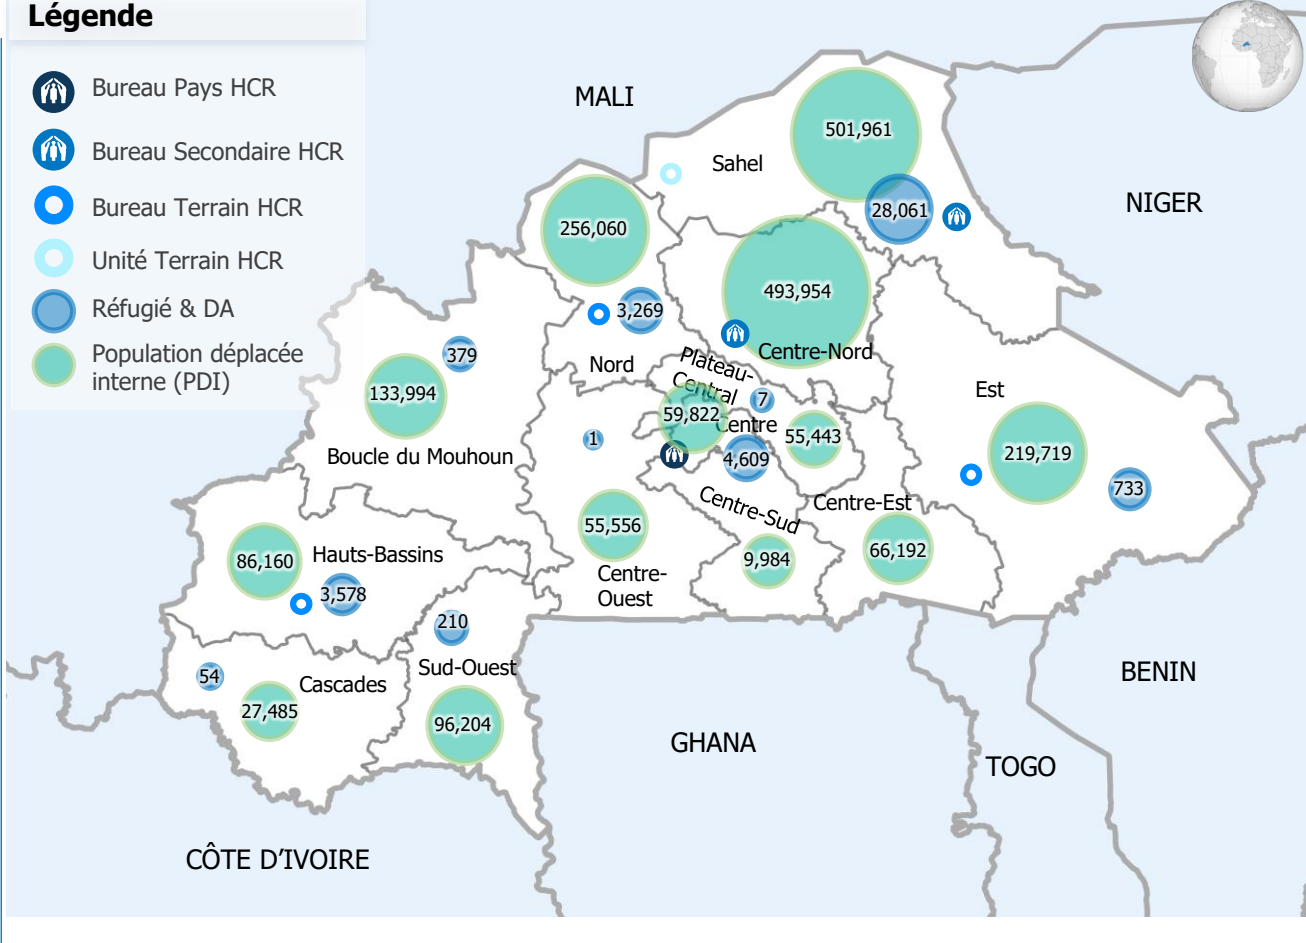 Légende
Bureau Pays HCR
Bureau Secondaire HCR
Bureau Terrain HCR
Unité Terrain HCR
Réfugié & DA
Population déplacée
interne (PDI)
MALI
NIGER
BENIN
TOGO
GHANA
CÔTE D’IVOIRE
501,961
Sahel
28,061
256,060
3,269
Nord
493,954
Centre-Nord
379
133,994
Boucle du Mouhoun
Plateau-
Central
7
59,822
Centre
55,443
4,609
1
Est
219,719
733
55,556
Centre-
Ouest
Centre-Sud
9,984
Centre-Est
66,192
86,160
Hauts-Bassins
3,578
210
Sud-Ouest
96,204
54
Cascades
27,485